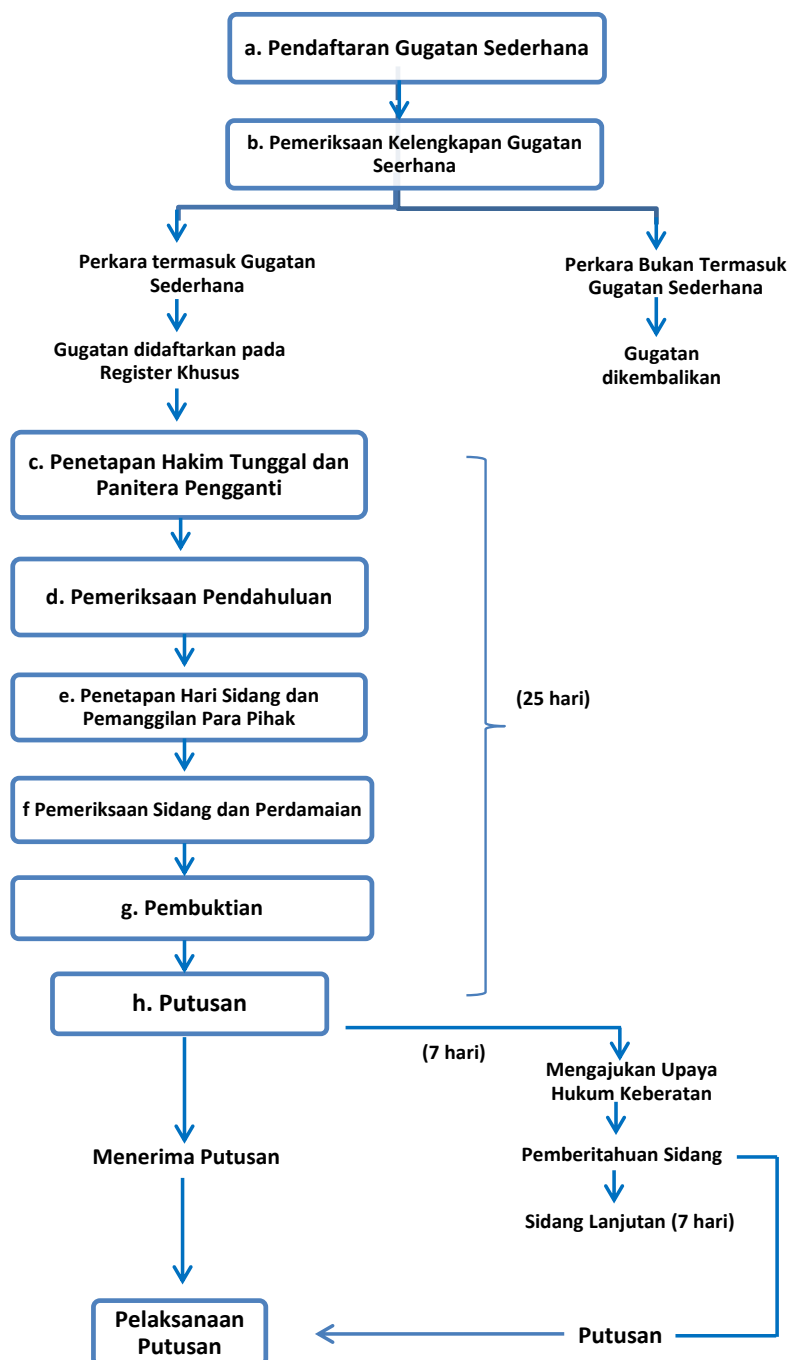 a. Pendaftaran Gugatan Sederhana
b. Pemeriksaan Kelengkapan Gugatan
Seerhana
Perkara termasuk Gugatan
Sederhana
Perkara Bukan Termasuk
Gugatan Sederhana
Gugatan didaftarkan pada
Register Khusus
Gugatan
dikembalikan
c. Penetapan Hakim Tunggal dan
Panitera Pengganti
d. Pemeriksaan Pendahuluan
e. Penetapan Hari Sidang dan
Pemanggilan Para Pihak
(25 hari)
f Pemeriksaan Sidang dan Perdamaian
g. Pembuktian
h. Putusan
(7 hari)
Mengajukan Upaya
Hukum Keberatan
Menerima Putusan
Pemberitahuan Sidang
Sidang Lanjutan (7 hari)
Pelaksanaan
Putusan
Putusan